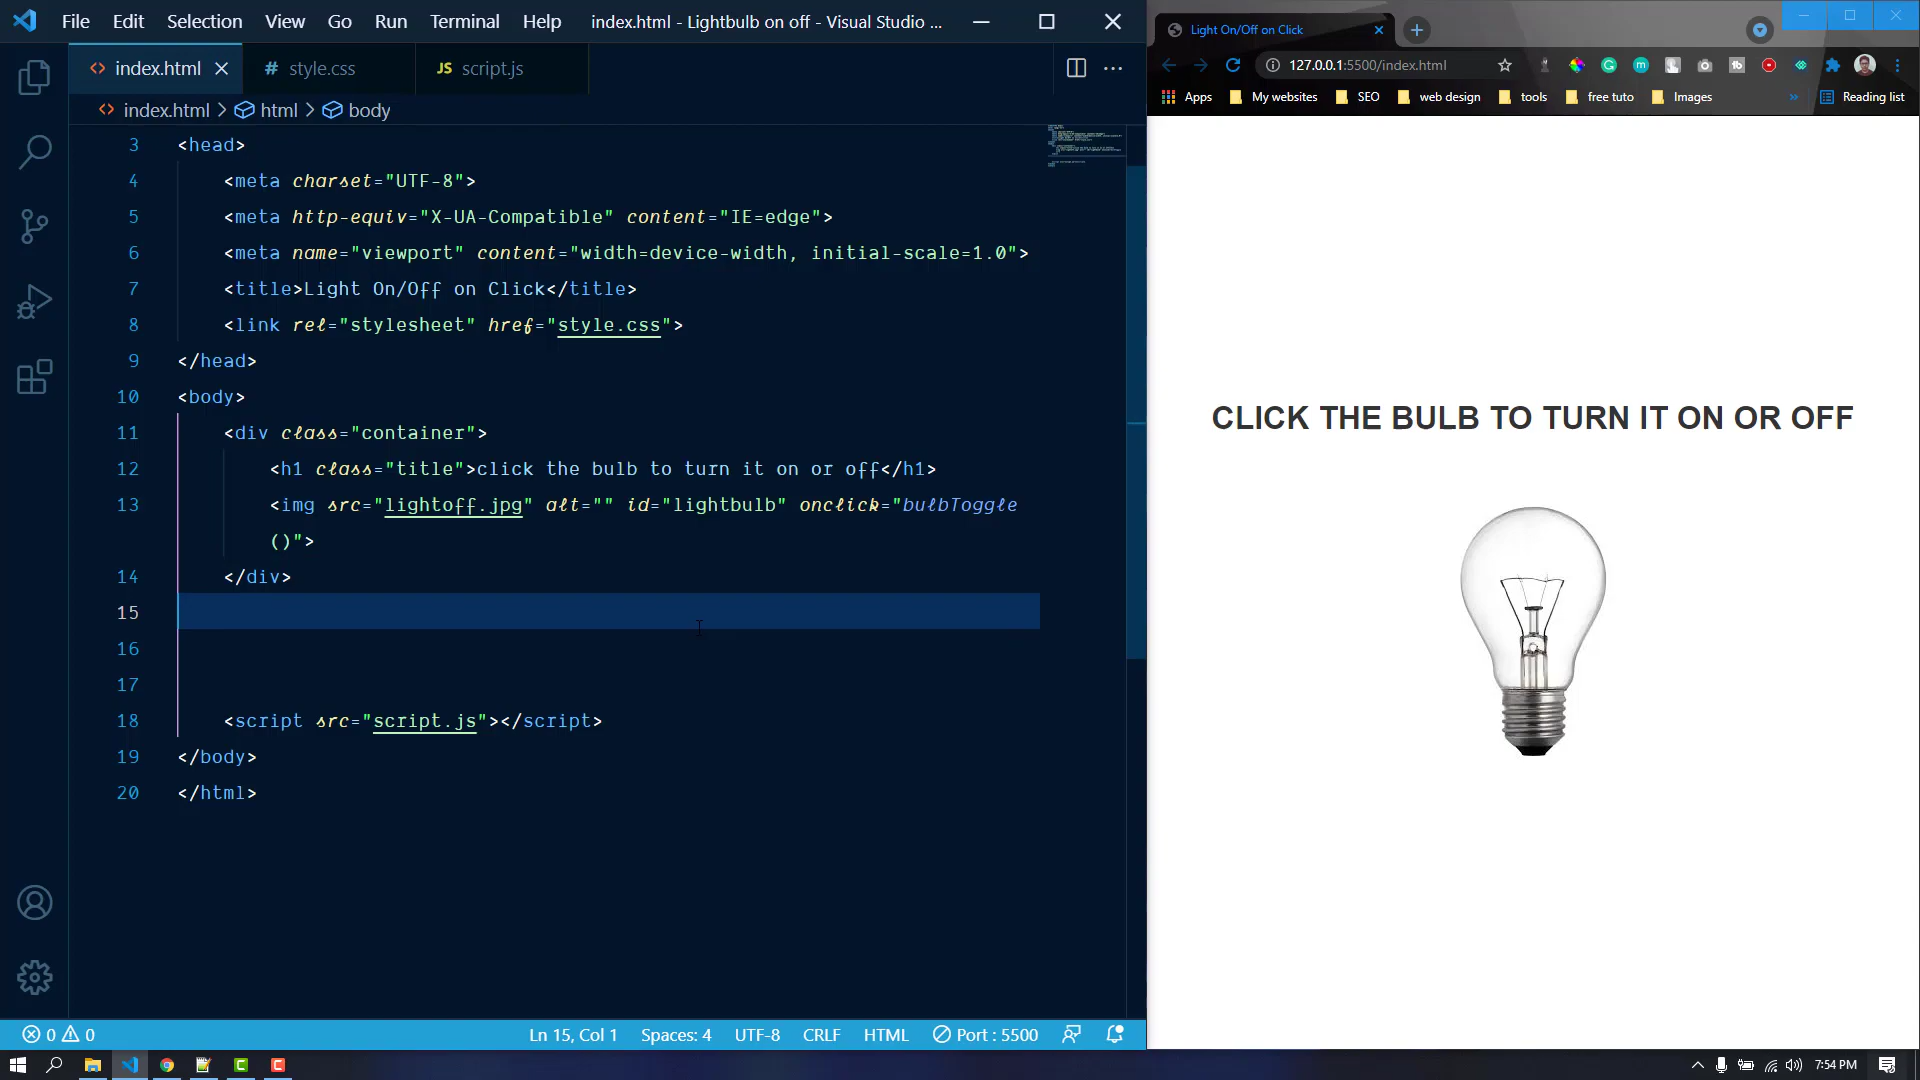 File Edit Selection View Go Run Terminal Help index.html - Lightbulb on off - Visual Studio ...
index.html # style.css JS script.js
index.html > html > body
3 <head>
4 <meta charset="UTF-8">
5 <meta http-equiv="X-UA-Compatible" content="IE=edge">
6 <meta name="viewport" content="width=device-width, initial-scale=1.0">
7 <title>Light On/Off on Click</title>
8 <link rel="stylesheet" href="style.css">
9 </head>
10 <body>
11 <div class="container">
12 <h1 class="title">click the bulb to turn it on or off</h1>
13 <img src="lightoff.jpg" alt="" id="lightbulb" onclick="bulbToggle
()">
14 </div>
15
16
17
18 <script src="script.js"></script>
19 </body>
20 </html>
0 0 Ln 15, Col 1 Spaces: 4 UTF-8 CRLF HTML Port : 5500
Light On/Off on Click
127.0.0.1:5500/index.html
Apps My websites SEO web design tools free tuto Images » Reading list
CLICK THE BULB TO TURN IT ON OR OFF
7:54 PM